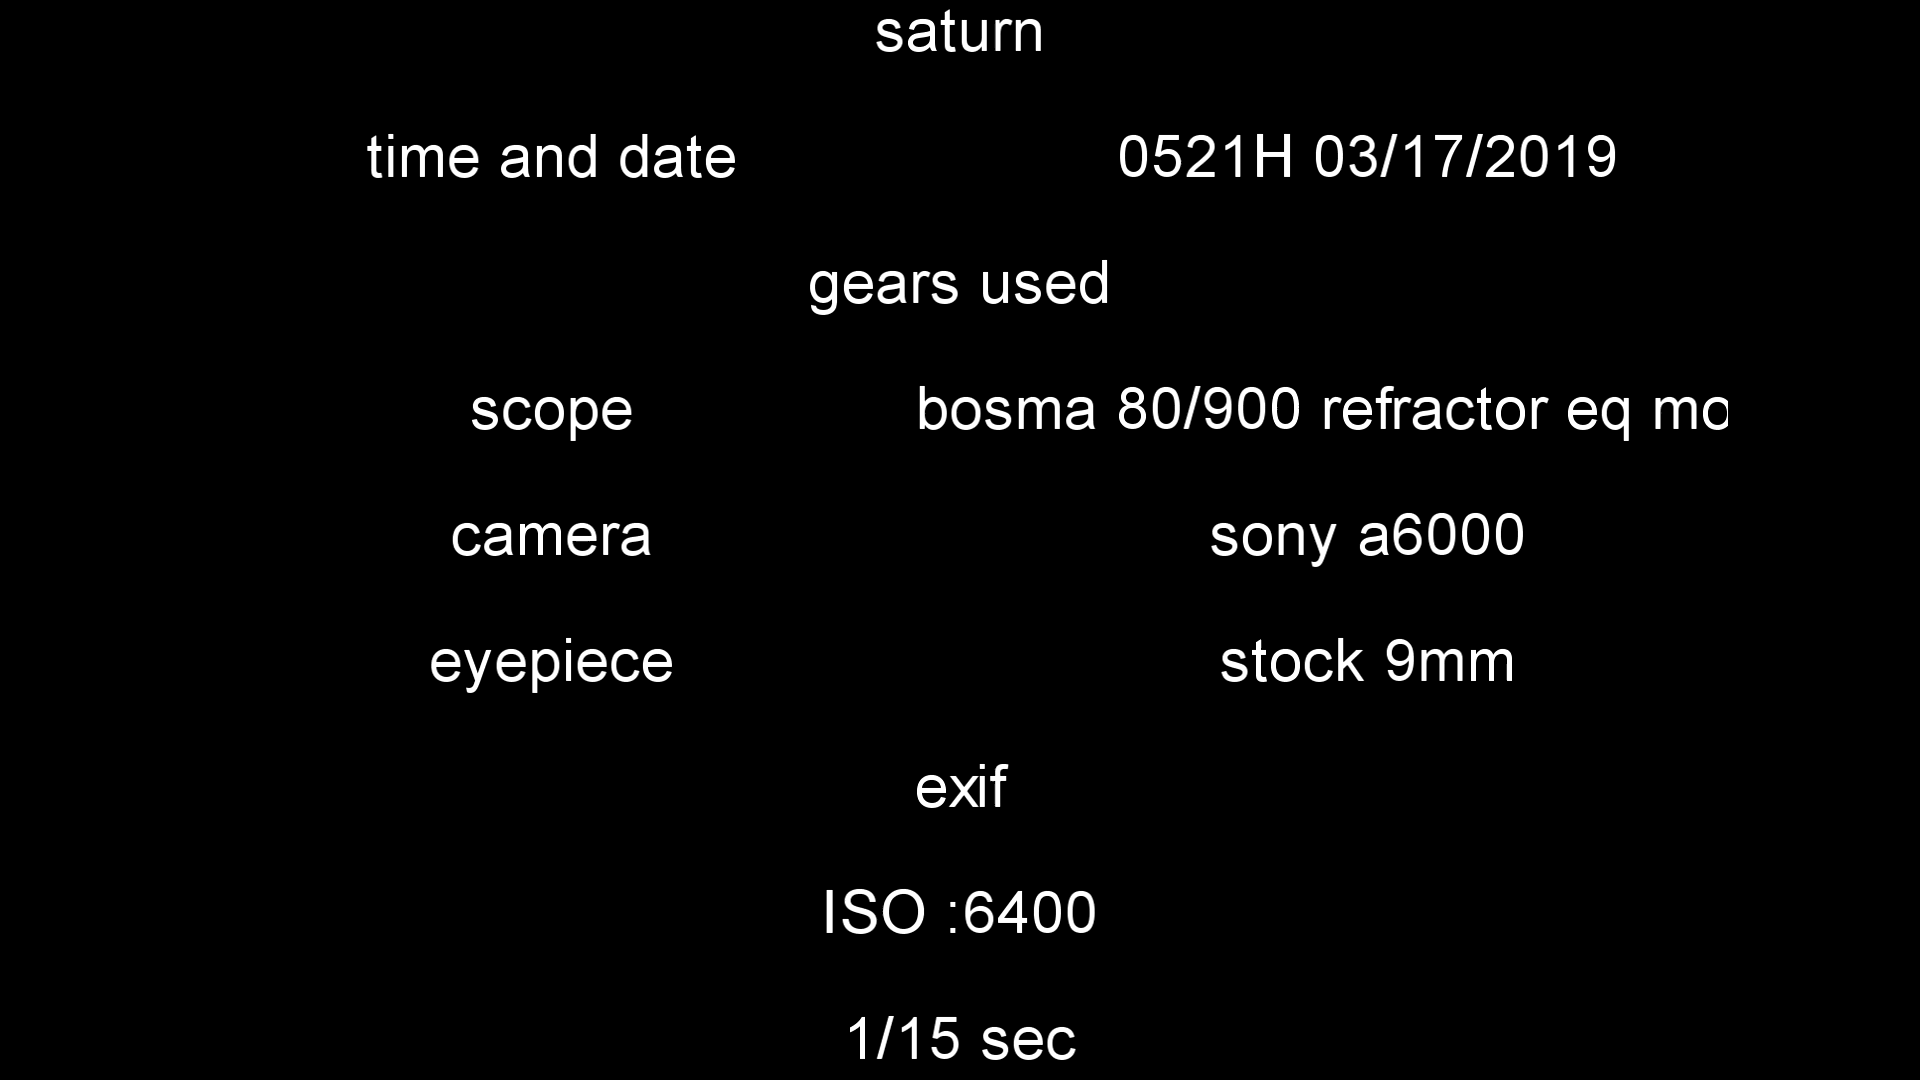 saturn
time and date 0521H 03/17/2019
gears used
scope bosma 80/900 refractor eq mo
camera sony a6000
eyepiece stock 9mm
exif
ISO :6400
1/15 sec